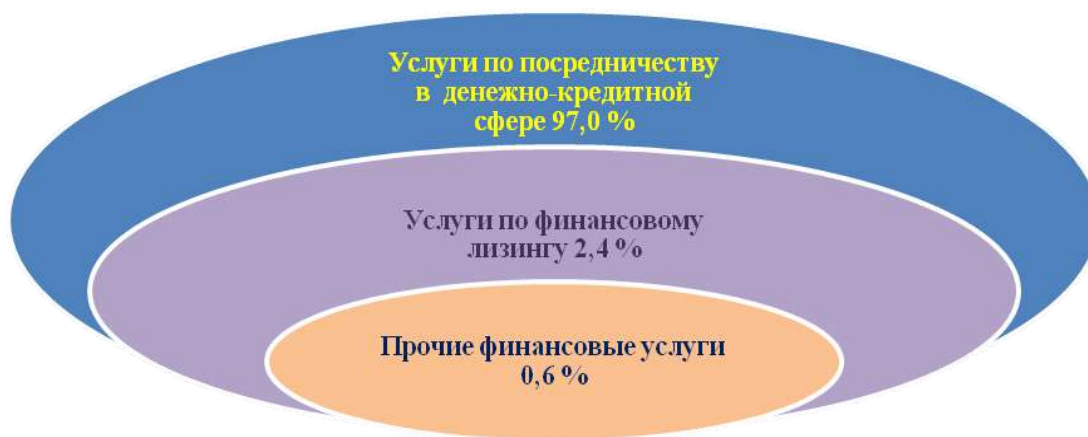 Услуги по посредничеству
в денежно-кредитной
сфере 97,0 %
Услуги по финансовому
лизингу 2,4 %
Прочие финансовые услуги
0,6 %